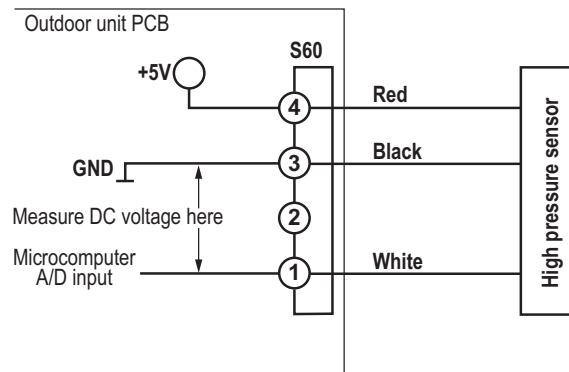 Outdoor unit PCB
S60
+5V
4
Red
GND
3
Black
Measure DC voltage here
2
Microcomputer
A/D input
1
White
High pressure sensor